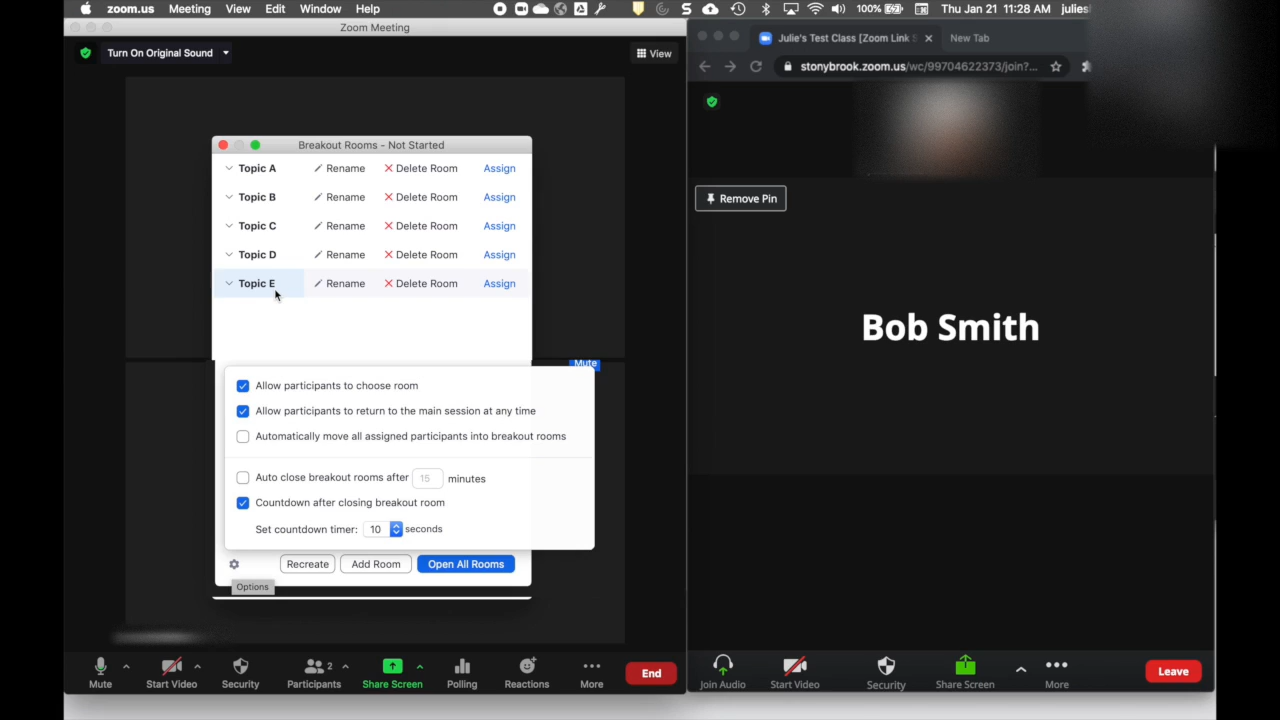 zoom.us Meeting View Edit Window Help 100% Thu Jan 21 11:28 AM julies
Zoom Meeting
Turn On Original Sound
View
Julie's Test Class [Zoom Link S
New Tab
stonybrook.zoom.us/wc/99704622373/join?...
Remove Pin
Bob Smith
Breakout Rooms - Not Started
Topic A Rename Delete Room Assign
Topic B Rename Delete Room Assign
Topic C Rename Delete Room Assign
Topic D Rename Delete Room Assign
Topic E Rename Delete Room Assign
Mute
Allow participants to choose room
Allow participants to return to the main session at any time
Automatically move all assigned participants into breakout rooms
Auto close breakout rooms after 15 minutes
Countdown after closing breakout room
Set countdown timer: 10 seconds
Recreate Add Room Open All Rooms
Options
Mute Start Video Security Participants 2 Share Screen Polling Reactions More End
Join Audio Start Video Security Share Screen More Leave